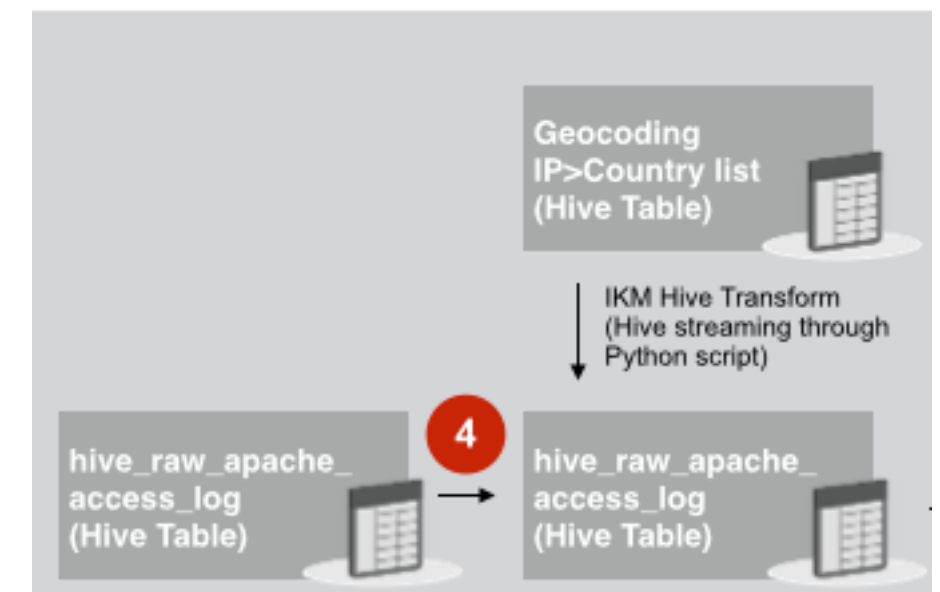 Geocoding
IP>Country list
(Hive Table)
IKM Hive Transform
(Hive streaming through
Python script)
4
hive_raw_apache_
access_log
(Hive Table)
hive_raw_apache_
access_log
(Hive Table)